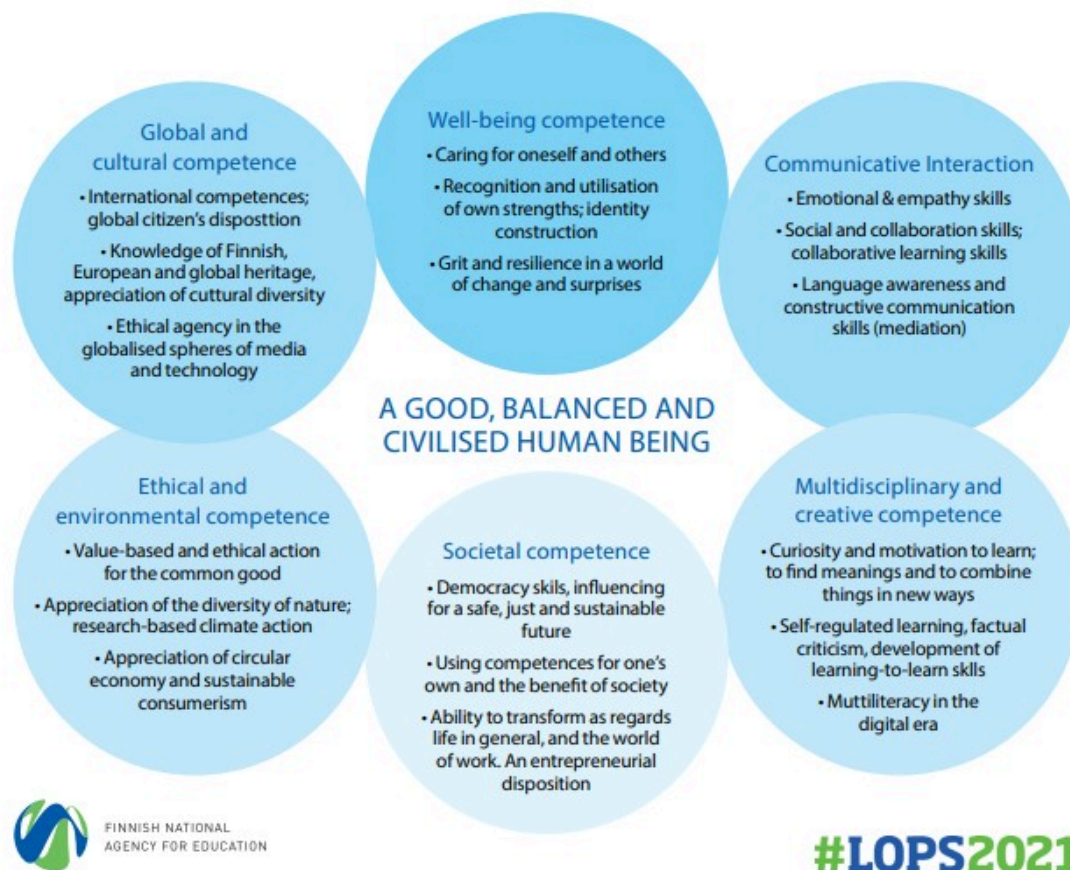 Global and
cultural competence
• International competences;
global citizen's disposttion
• Knowledge of Finnish,
European and global heritage,
appreciation of cuttural diversity
• Ethical agency in the
globalised spheres of media
and technology
Well-being competence
• Caring for oneself and others
• Recognition and utilisation
of own strengths; identity
construction
• Grit and resilience in a world
of change and surprises
Communicative Interaction
• Emotional & empathy skills
• Social and collaboration skills;
collaborative learning skills
• Language awareness and
constructive communication
skills (mediation)
A GOOD, BALANCED AND
CIVILISED HUMAN BEING
Ethical and
environmental competence
• Value-based and ethical action
for the common good
• Appreciation of the diversity of nature;
research-based climate action
• Appreciation of circular
economy and sustainable
consumerism
Societal competence
• Democracy skils, influencing
for a safe, just and sustainable
future
• Using competences for one's
own and the benefit of society
• Ability to transform as regards
life in general, and the world
of work. An entrepreneurial
disposition
Multidisciplinary and
creative competence
• Curiosity and motivation to learn;
to find meanings and to combine
things in new ways
• Self-regulated learning, factual
criticism, development of
learning-to-learn sklls
• Muttiliteracy in the
digital era
FINNISH NATIONAL
AGENCY FOR EDUCATION
#LOPS2021